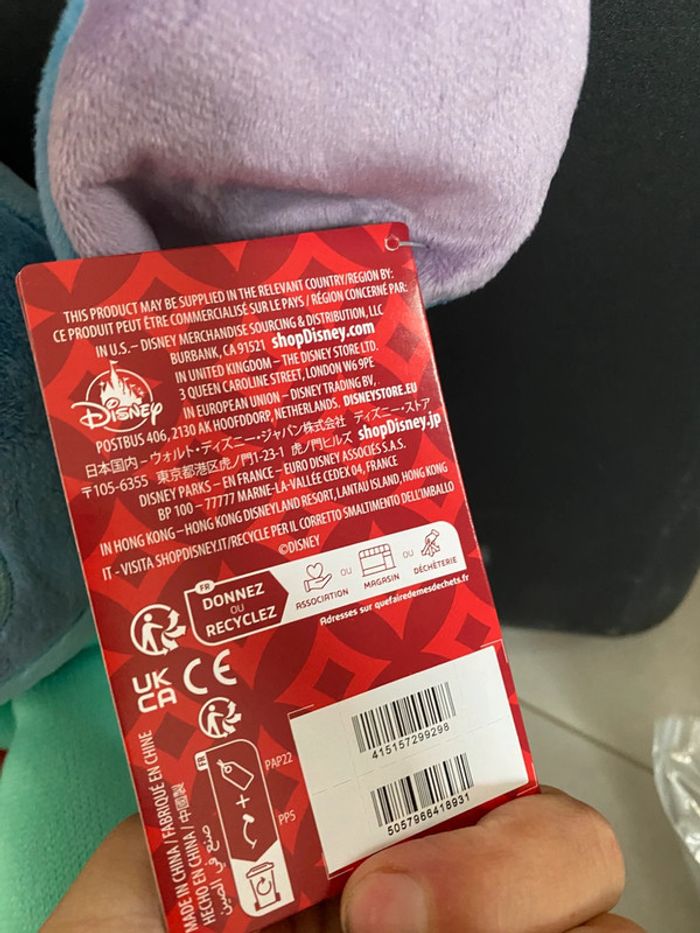 THIS PRODUCT MAY BE SUPPLIED IN THE RELEVANT COUNTRY/REGION BY:
CE PRODUIT PEUT ÊTRE COMMERCIALISÉ SUR LE PAYS / RÉGION CONCERNÉ PAR:
IN U.S.– DISNEY MERCHANDISE SOURCING & DISTRIBUTION, LLC
BURBANK, CA 91521 shopDisney.com
IN UNITED KINGDOM – THE DISNEY STORE LTD.
3 QUEEN CAROLINE STREET, LONDON W6 9PE
IN EUROPEAN UNION – DISNEY TRADING BV,
POSTBUS 406, 2130 AK HOOFDDORP, NETHERLANDS. DISNEYSTORE.EU
DISNEY
日本国内－ウォルト・ディズニー・ジャパン株式会社 ディズニー・ストア
〒105-6355 東京都港区虎ノ門1-23-1 虎ノ門ヒルズ shopDisney.jp
DISNEY PARKS – EN FRANCE – EURO DISNEY ASSOCIÉS S.A.S.
BP 100 – 77777 MARNE-LA-VALLÉE CEDEX 04, FRANCE
IN HONG KONG – HONG KONG DISNEYLAND RESORT, LANTAU ISLAND, HONG KONG
IT - VISITA SHOPDISNEY.IT/RECYCLE PER IL CORRETTO SMALTIMENTO DELL'IMBALLO
©DISNEY
FR
DONNEZ
OU
RECYCLEZ
ASSOCIATION OU MAGASIN OU DÉCHÈTERIE
Adresses sur quefairedemesdechets.fr
UK
CA
CE
FR
PAP22
+
PP5
MADE IN CHINA / FABRIQUÉ EN CHINE
HECHO EN CHINA / 中國製
صنع في الصين
415157299298
5057966418931